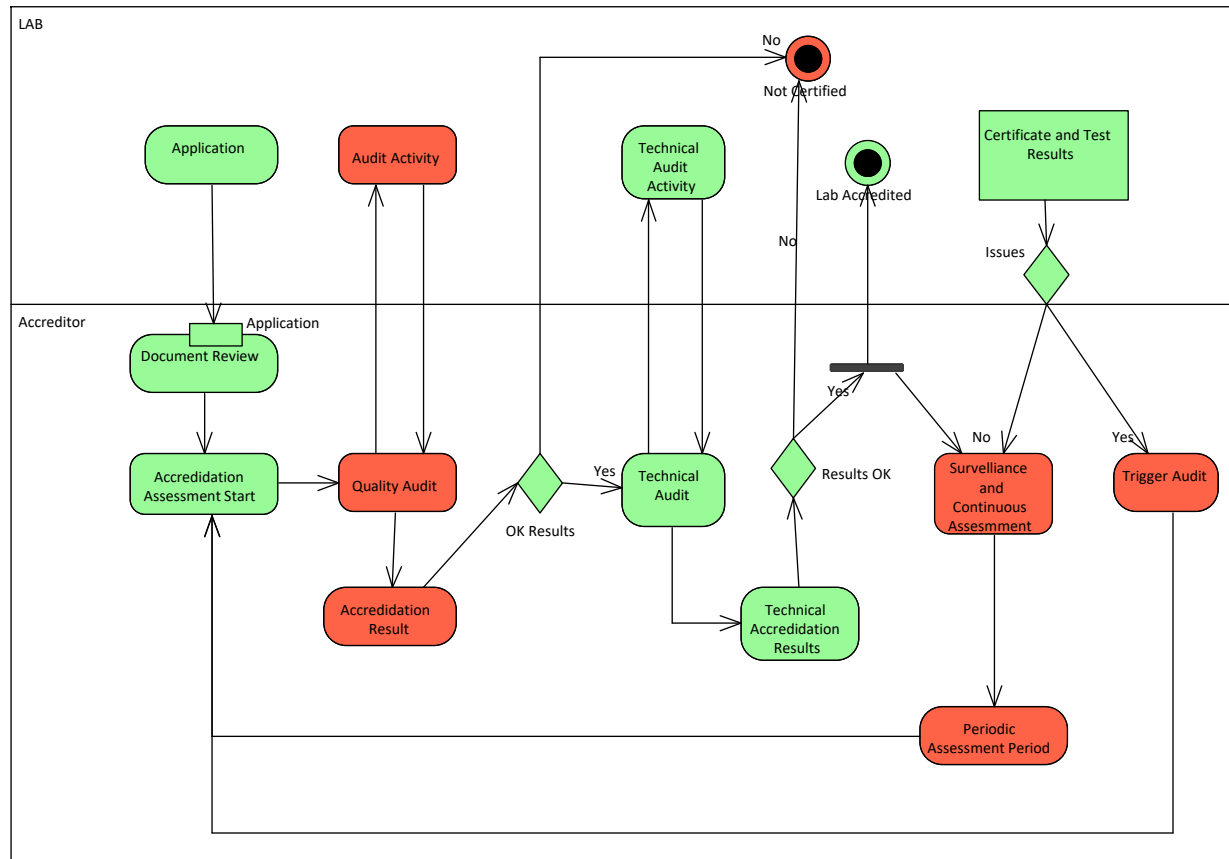 LAB
No
Not Certified
Application
Audit Activity
Technical
Audit
Activity
Certificate and Test
Results
Lab Accredited
No
Issues
Accreditor
Application
Document Review
Yes
No
Yes
Accredidation
Assessment Start
Quality Audit
Yes
Technical
Audit
Results OK
OK Results
Survelliance
and
Continuous
Assesmment
Trigger Audit
Accredidation
Result
Technical
Accredidation
Results
Periodic
Assessment Period